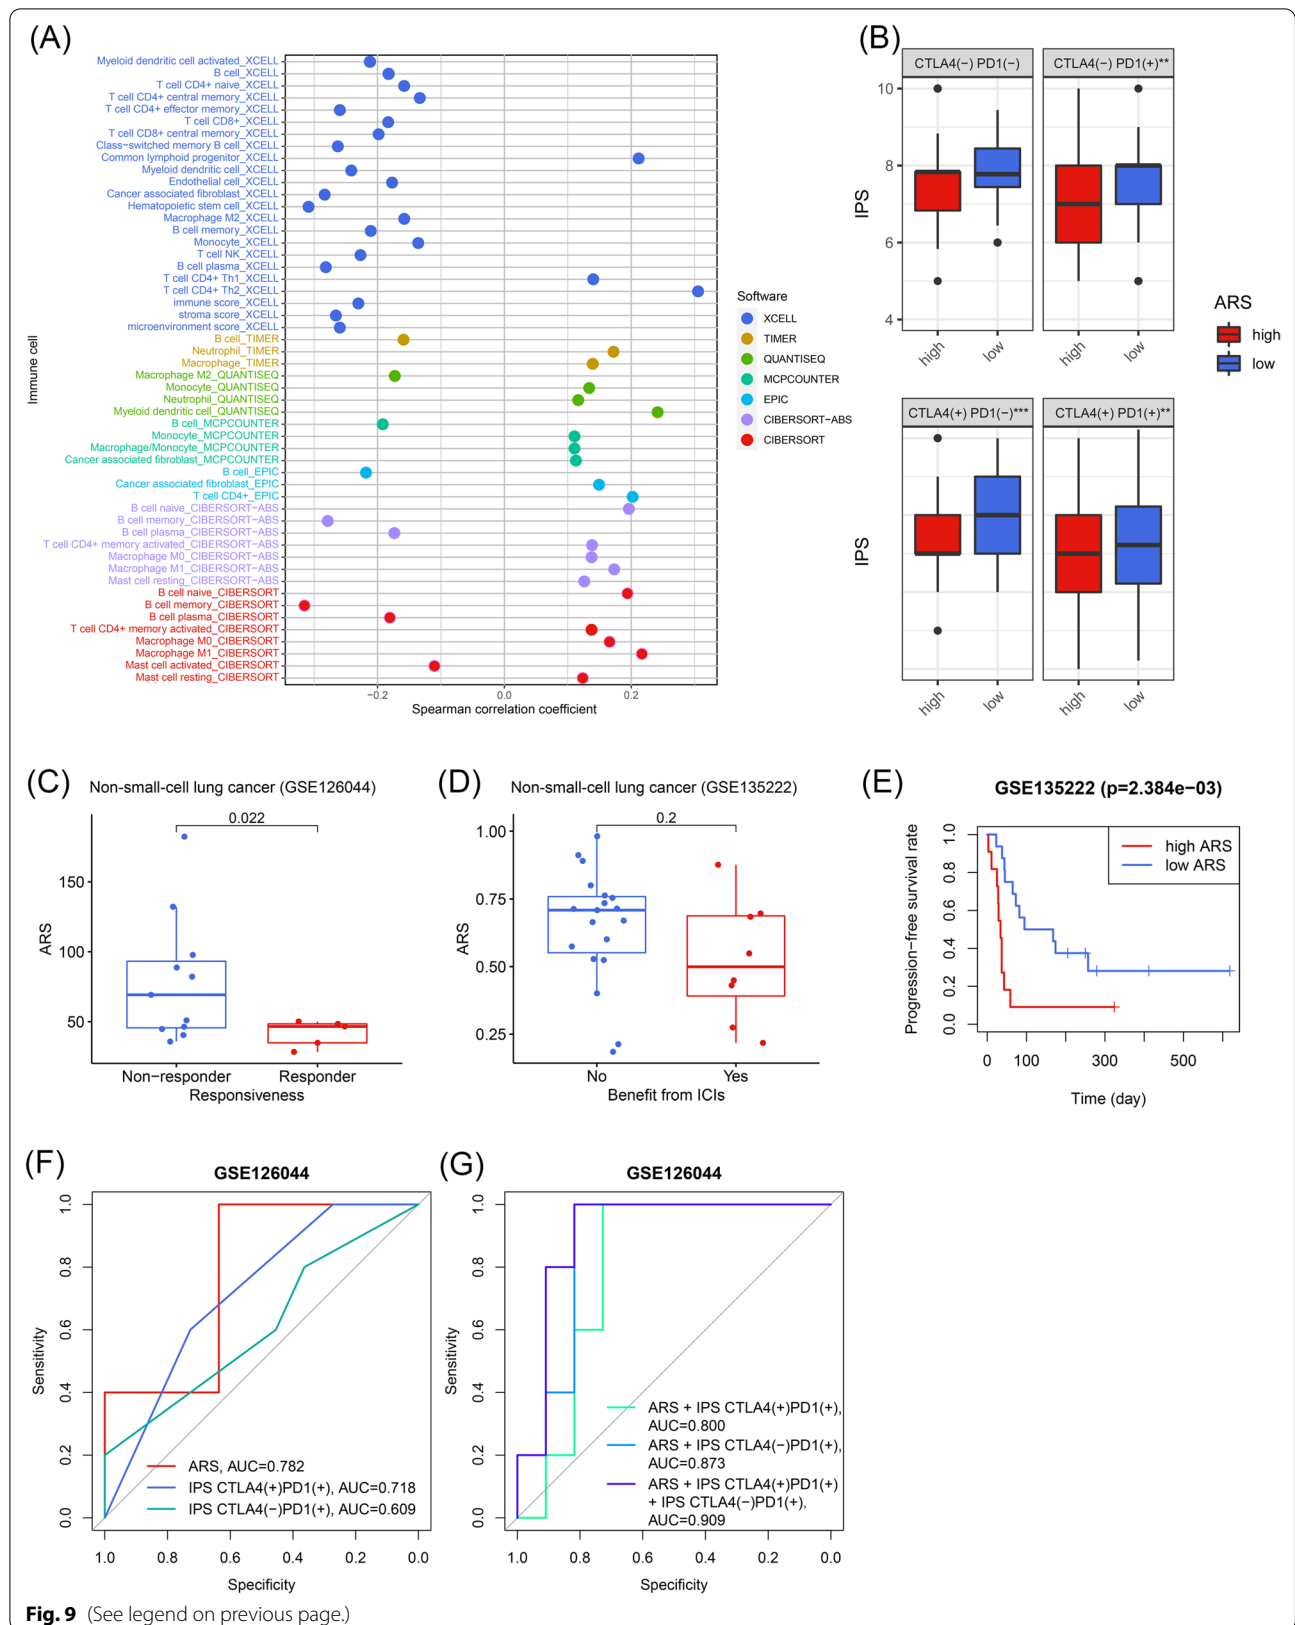 (A)
Myeloid dendritic cell activated_XCELL
B cell_XCELL
T cell CD4+ naive_XCELL
T cell CD4+ central memory_XCELL
T cell CD4+ effector memory_XCELL
T cell CD8+_XCELL
T cell CD8+ central memory_XCELL
Class−switched memory B cell_XCELL
Common lymphoid progenitor_XCELL
Myeloid dendritic cell_XCELL
Endothelial cell_XCELL
Cancer associated fibroblast_XCELL
Hematopoietic stem cell_XCELL
Macrophage M2_XCELL
B cell memory_XCELL
Monocyte_XCELL
T cell NK_XCELL
B cell plasma_XCELL
T cell CD4+ Th1_XCELL
T cell CD4+ Th2_XCELL
immune score_XCELL
stroma score_XCELL
microenvironment score_XCELL
B cell_TIMER
Neutrophil_TIMER
Macrophage_TIMER
Macrophage M2_QUANTISEQ
Monocyte_QUANTISEQ
Neutrophil_QUANTISEQ
Myeloid dendritic cell_QUANTISEQ
B cell_MCPCOUNTER
Monocyte_MCPCOUNTER
Macrophage/Monocyte_MCPCOUNTER
Cancer associated fibroblast_MCPCOUNTER
B cell_EPIC
Cancer associated fibroblast_EPIC
T cell CD4+_EPIC
B cell naive_CIBERSORT−ABS
B cell memory_CIBERSORT−ABS
B cell plasma_CIBERSORT−ABS
T cell CD4+ memory activated_CIBERSORT−ABS
Macrophage M0_CIBERSORT−ABS
Macrophage M1_CIBERSORT−ABS
Mast cell resting_CIBERSORT−ABS
B cell naive_CIBERSORT
B cell memory_CIBERSORT
B cell plasma_CIBERSORT
T cell CD4+ memory activated_CIBERSORT
Macrophage M0_CIBERSORT
Macrophage M1_CIBERSORT
Mast cell activated_CIBERSORT
Mast cell resting_CIBERSORT
Immune cell
−0.2 0.0 0.2
Spearman correlation coefficient
Software
XCELL
TIMER
QUANTISEQ
MCPCOUNTER
EPIC
CIBERSORT−ABS
CIBERSORT
(B)
CTLA4(−) PD1(−)
CTLA4(−) PD1(+)**
10
8
6
4
IPS
high low high low
CTLA4(+) PD1(−)***
CTLA4(+) PD1(+)**
IPS
high low high low
ARS
high
low
(C)
Non−small−cell lung cancer (GSE126044)
0.022
150
100
50
ARS
Non−responder Responder
Responsiveness
(D)
Non−small−cell lung cancer (GSE135222)
0.2
1.00
0.75
0.50
0.25
ARS
No Yes
Benefit from ICIs
(E)
GSE135222 (p=2.384e−03)
high ARS
low ARS
Progression−free survival rate
1.0
0.8
0.6
0.4
0.2
0.0
0 100 300 500
Time (day)
(F)
GSE126044
Sensitivity
1.0
0.8
0.6
0.4
0.2
0.0
ARS, AUC=0.782
IPS CTLA4(+)PD1(+), AUC=0.718
IPS CTLA4(−)PD1(+), AUC=0.609
1.0 0.8 0.6 0.4 0.2 0.0
Specificity
(G)
GSE126044
Sensitivity
1.0
0.8
0.6
0.4
0.2
0.0
ARS + IPS CTLA4(+)PD1(+),
AUC=0.800
ARS + IPS CTLA4(−)PD1(+),
AUC=0.873
ARS + IPS CTLA4(+)PD1(+)
+ IPS CTLA4(−)PD1(+),
AUC=0.909
1.0 0.8 0.6 0.4 0.2 0.0
Specificity
Fig. 9 (See legend on previous page.)